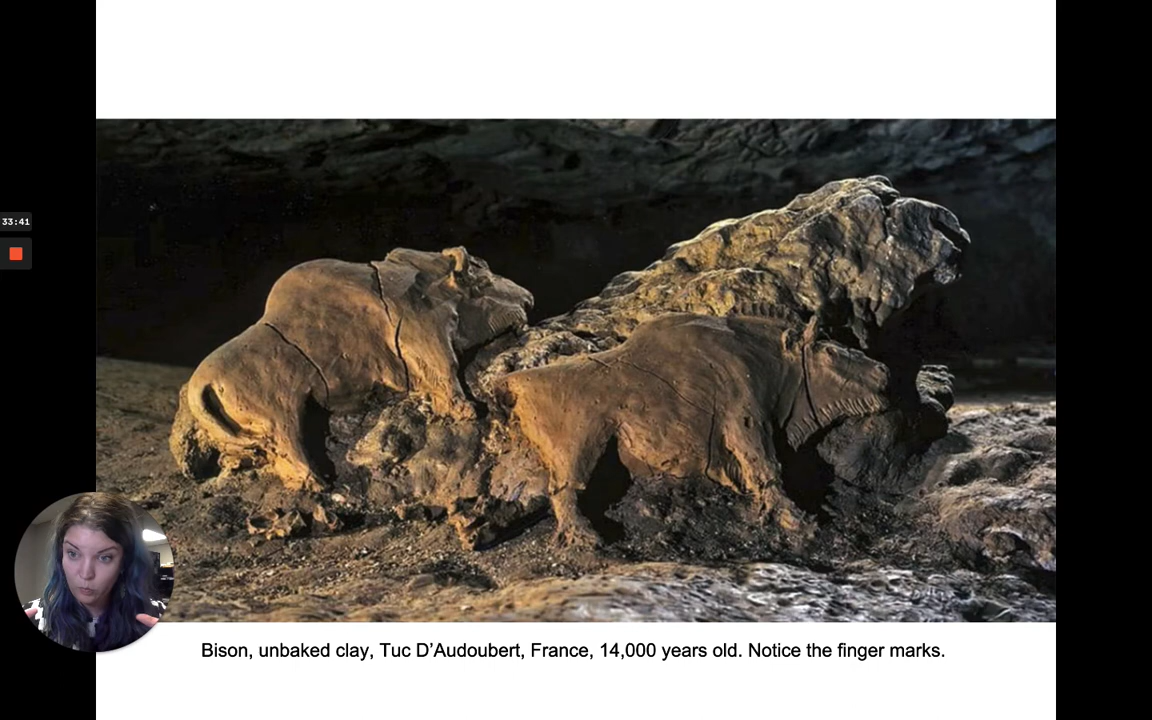 33:41
Bison, unbaked clay, Tuc D’Audoubert, France, 14,000 years old. Notice the finger marks.